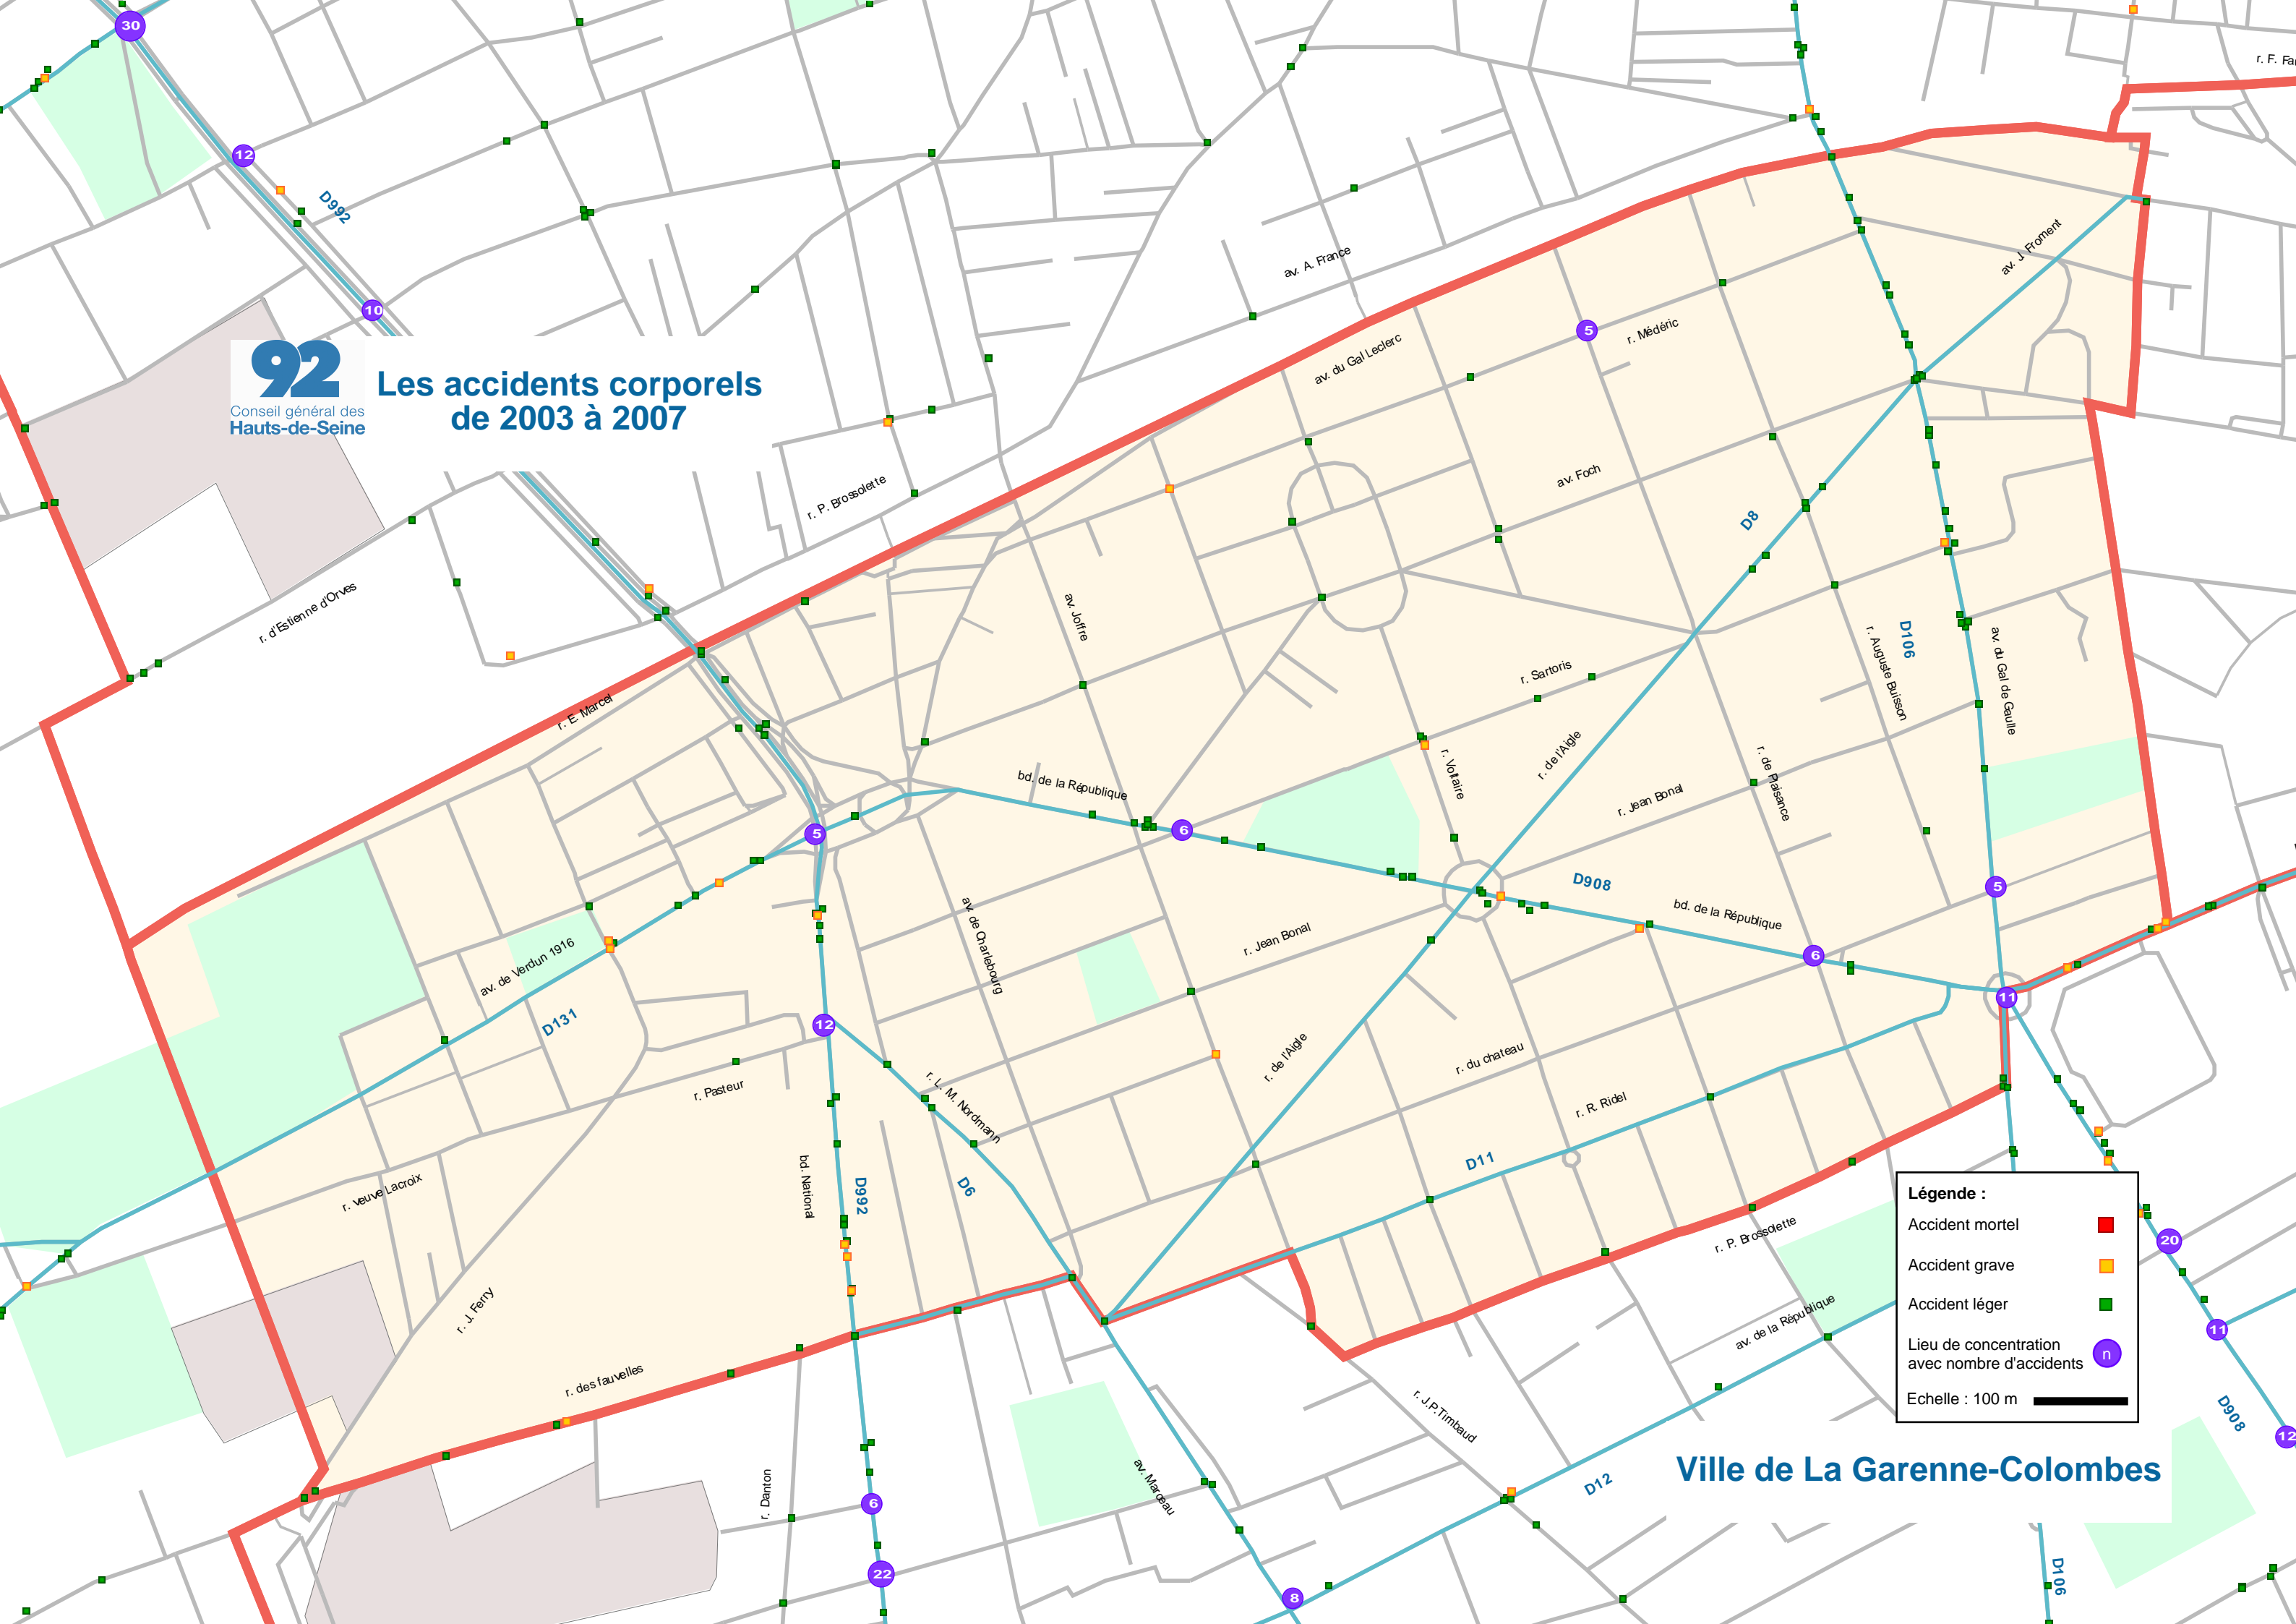 30
r. F. Fa
12
D992
av. J. Froment
av. A. France
10
5
r. Médéric
92
Conseil général des
Hauts-de-Seine
Les accidents corporels
de 2003 à 2007
av. du Gal Leclerc
r. P. Brossolette
av. Foch
D8
r. d'Estienne d'Orves
av. Joffre
D106
r. Auguste Buisson
av. du Gal de Gaulle
r. Sartoris
r. E. Marcel
r. de l'Aigle
r. Voltaire
r. de Plaisance
bd. de la République
r. Jean Bonal
5
6
D908
5
bd. de la République
av. de Charlebourg
r. Jean Bonal
av. de Verdun 1916
6
D131
12
11
r. de l'Aigle
r. du chateau
r. Pasteur
r. L. M. Nordmann
r. R. Ridel
D11
r. veuve Lacroix
bd. National
D992
D6
Légende :
Accident mortel
Accident grave
Accident léger
Lieu de concentration
avec nombre d'accidents
n
Echelle : 100 m
r. P. Brossolette
20
r. J. Ferry
av. de la République
11
r. des fauvelles
r. J.P.Timbaud
D908
12
Ville de La Garenne-Colombes
r. Danton
av. Marceau
D12
6
22
8
D106